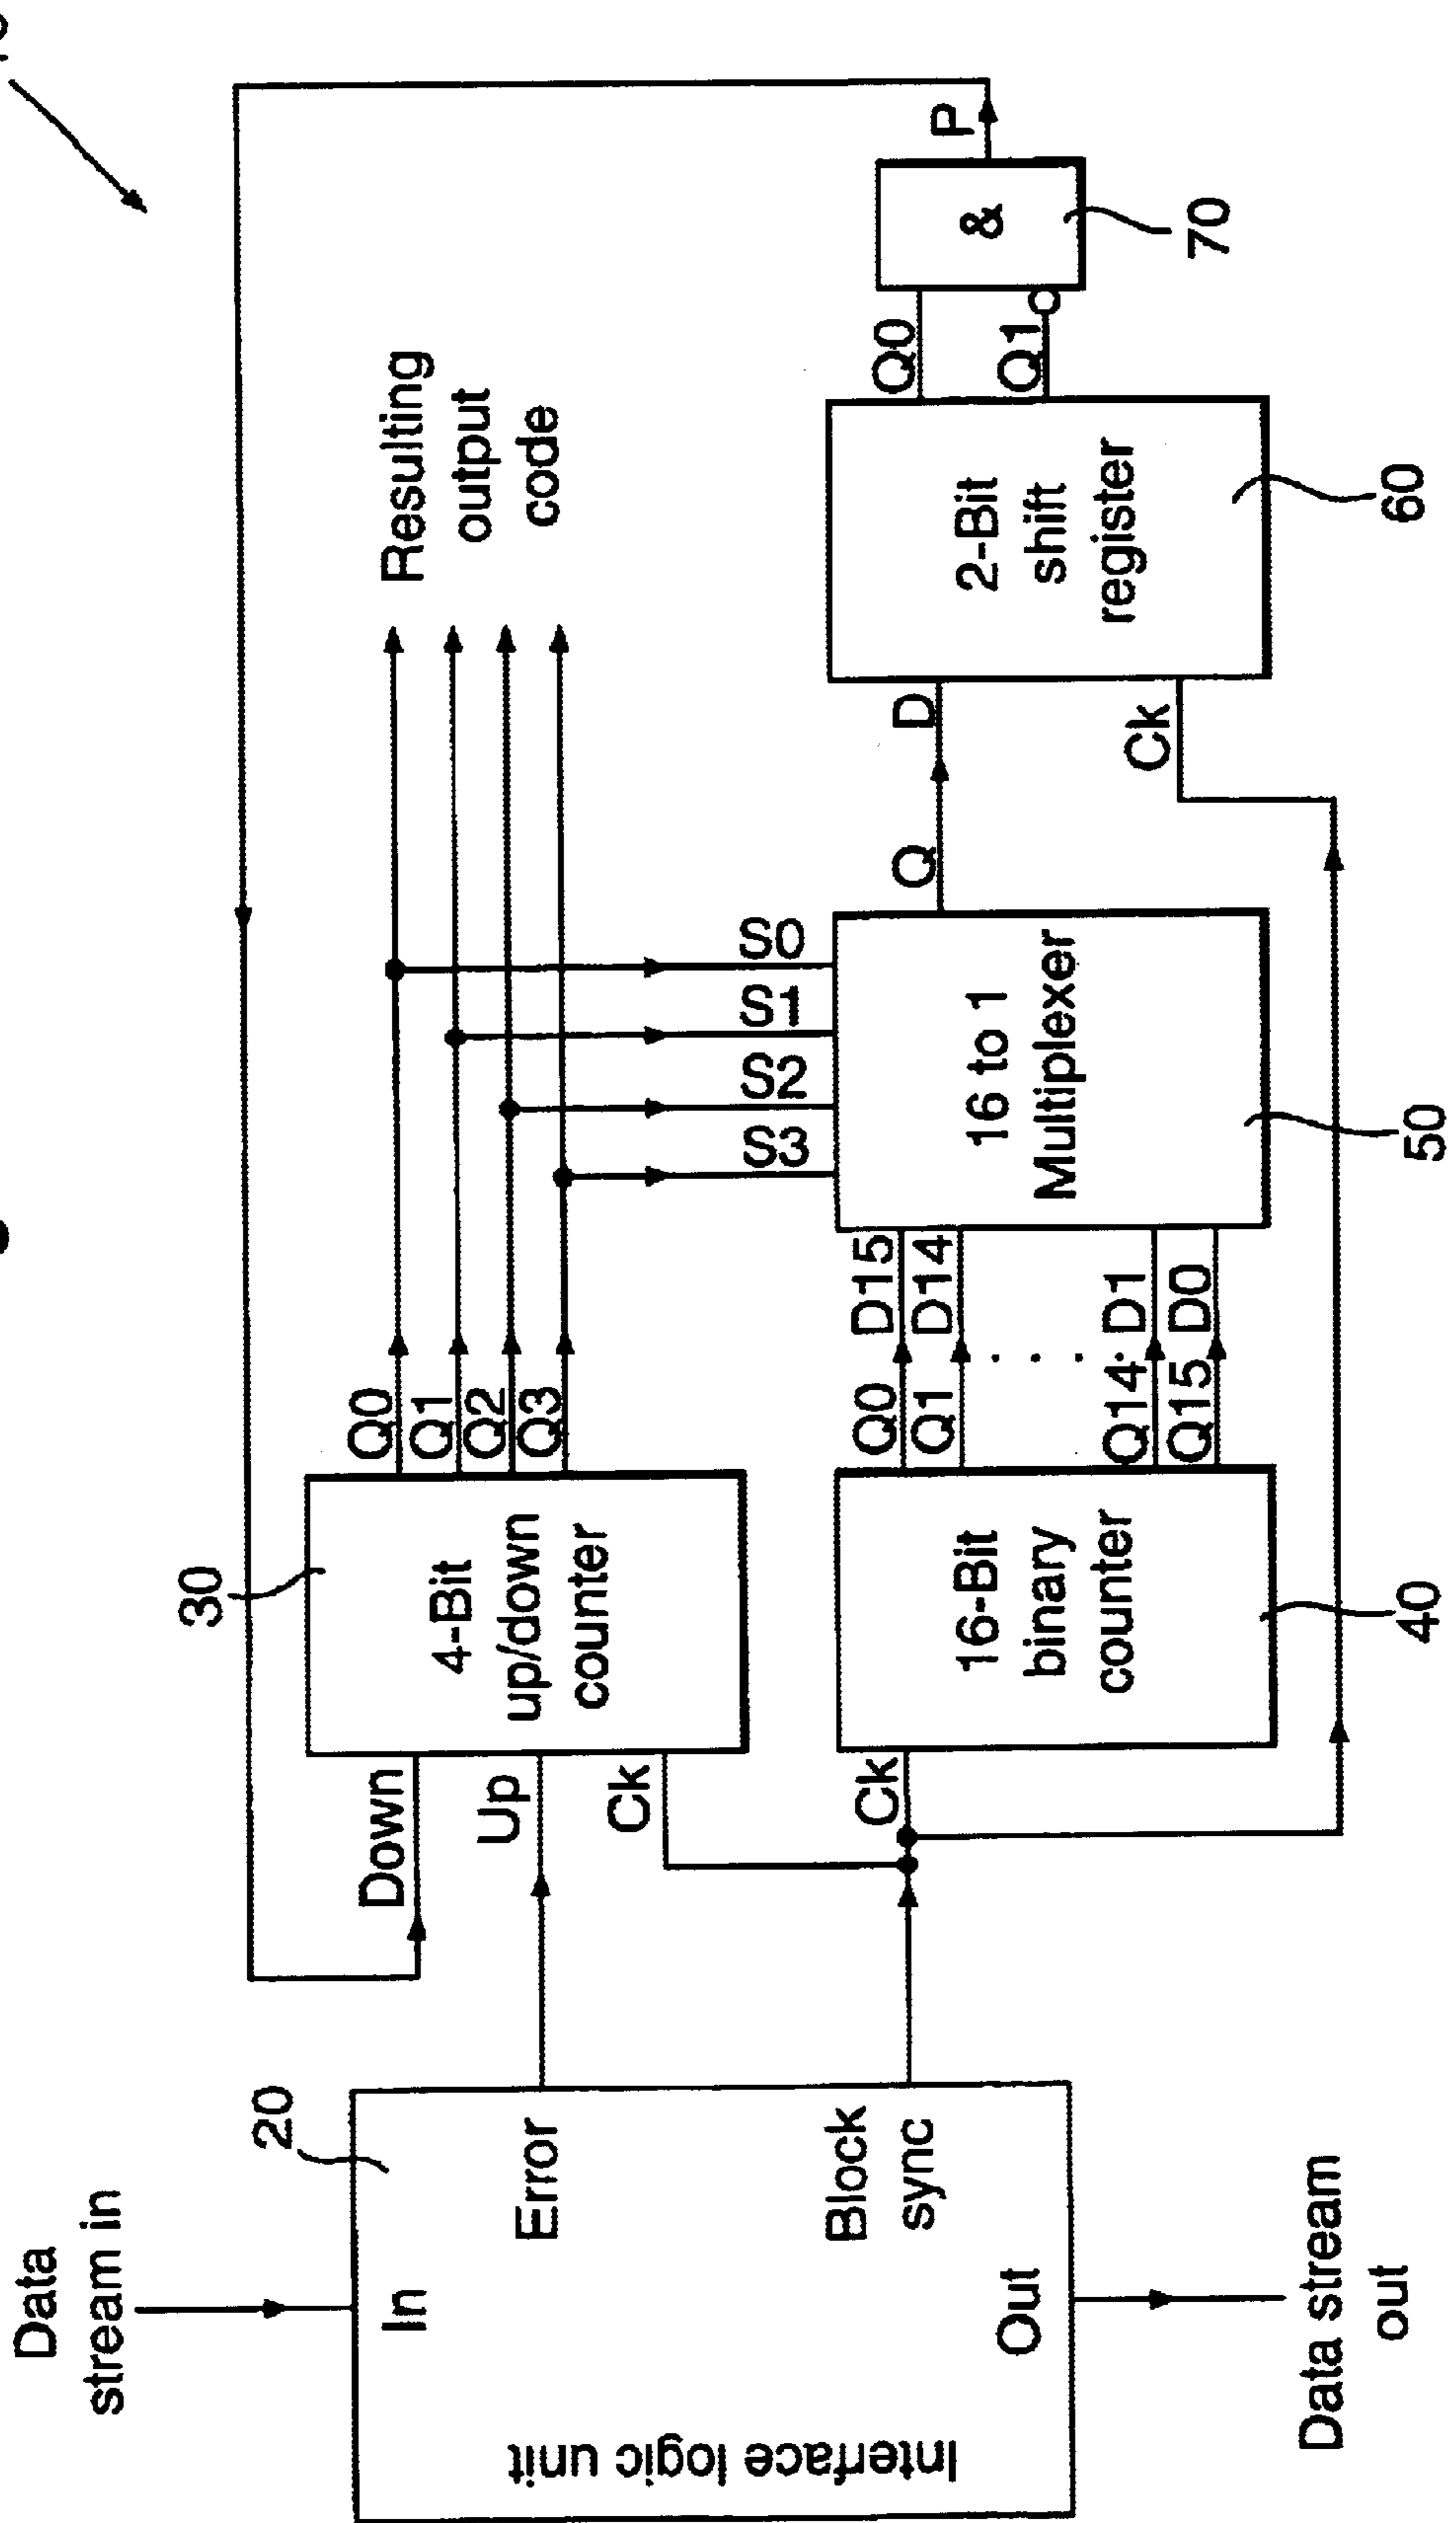 Data
stream in
20
In
Error
Block
sync
Out
Interface logic unit
Data stream
out
30
Down
Up
Ck
4-Bit
up/down
counter
Q0
Q1
Q2
Q3
Resulting
output
code
Ck
16-Bit
binary
counter
40
Q0 D15
Q1 D14
Q14 D1
Q15 D0
S3 S2 S1 S0
16 to 1
Multiplexer
50
Q D
Ck
2-Bit
shift
register
60
Q0
Q1
&
70
P